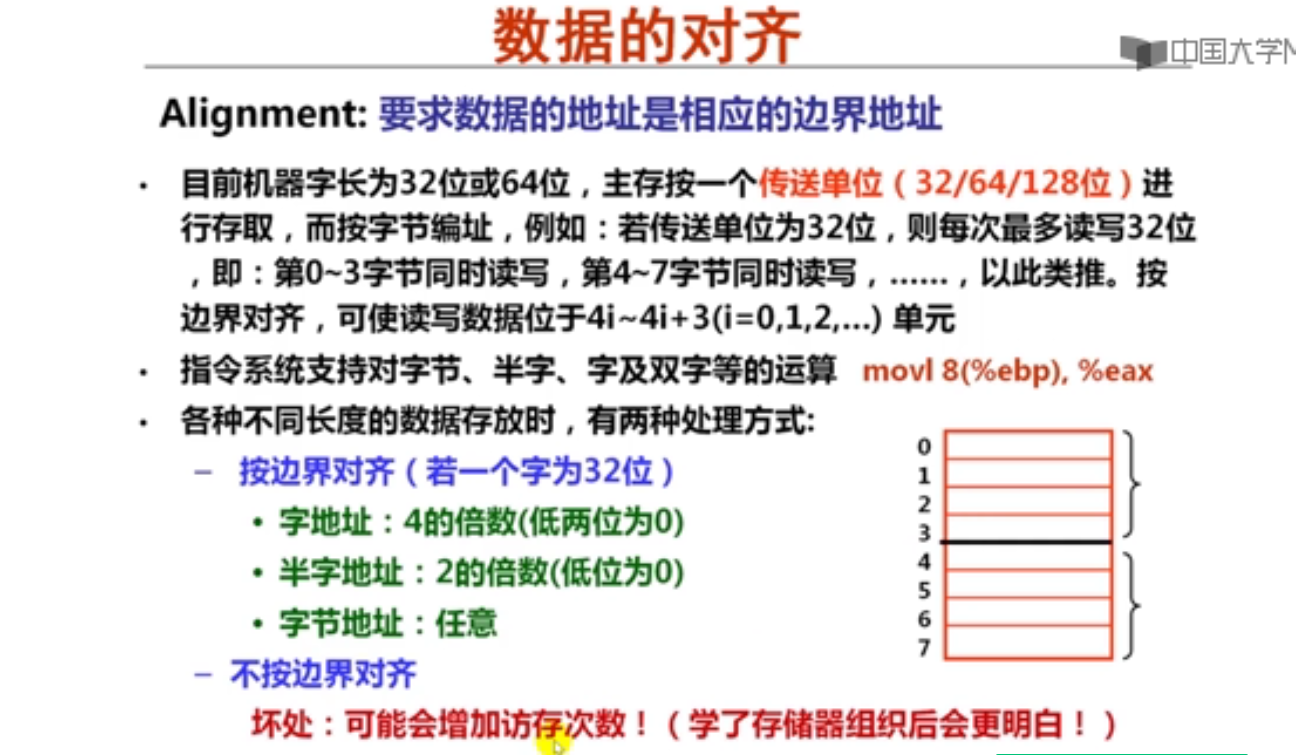 数据的对齐
中国大学M
Alignment: 要求数据的地址是相应的边界地址
· 目前机器字长为32位或64位，主存按一个传送单位（32/64/128位）进
行存取，而按字节编址，例如：若传送单位为32位，则每次最多读写32位
，即：第0~3字节同时读写，第4~7字节同时读写，……，以此类推。按
边界对齐，可使读写数据位于4i~4i+3(i=0,1,2,...) 单元
· 指令系统支持对字节、半字、字及双字等的运算 movl 8(%ebp), %eax
· 各种不同长度的数据存放时，有两种处理方式:
– 按边界对齐（若一个字为32位）
• 字地址：4的倍数(低两位为0)
• 半字地址：2的倍数(低位为0)
• 字节地址：任意
– 不按边界对齐
坏处：可能会增加访存次数！（学了存储器组织后会更明白！）
0
1
2
3
4
5
6
7